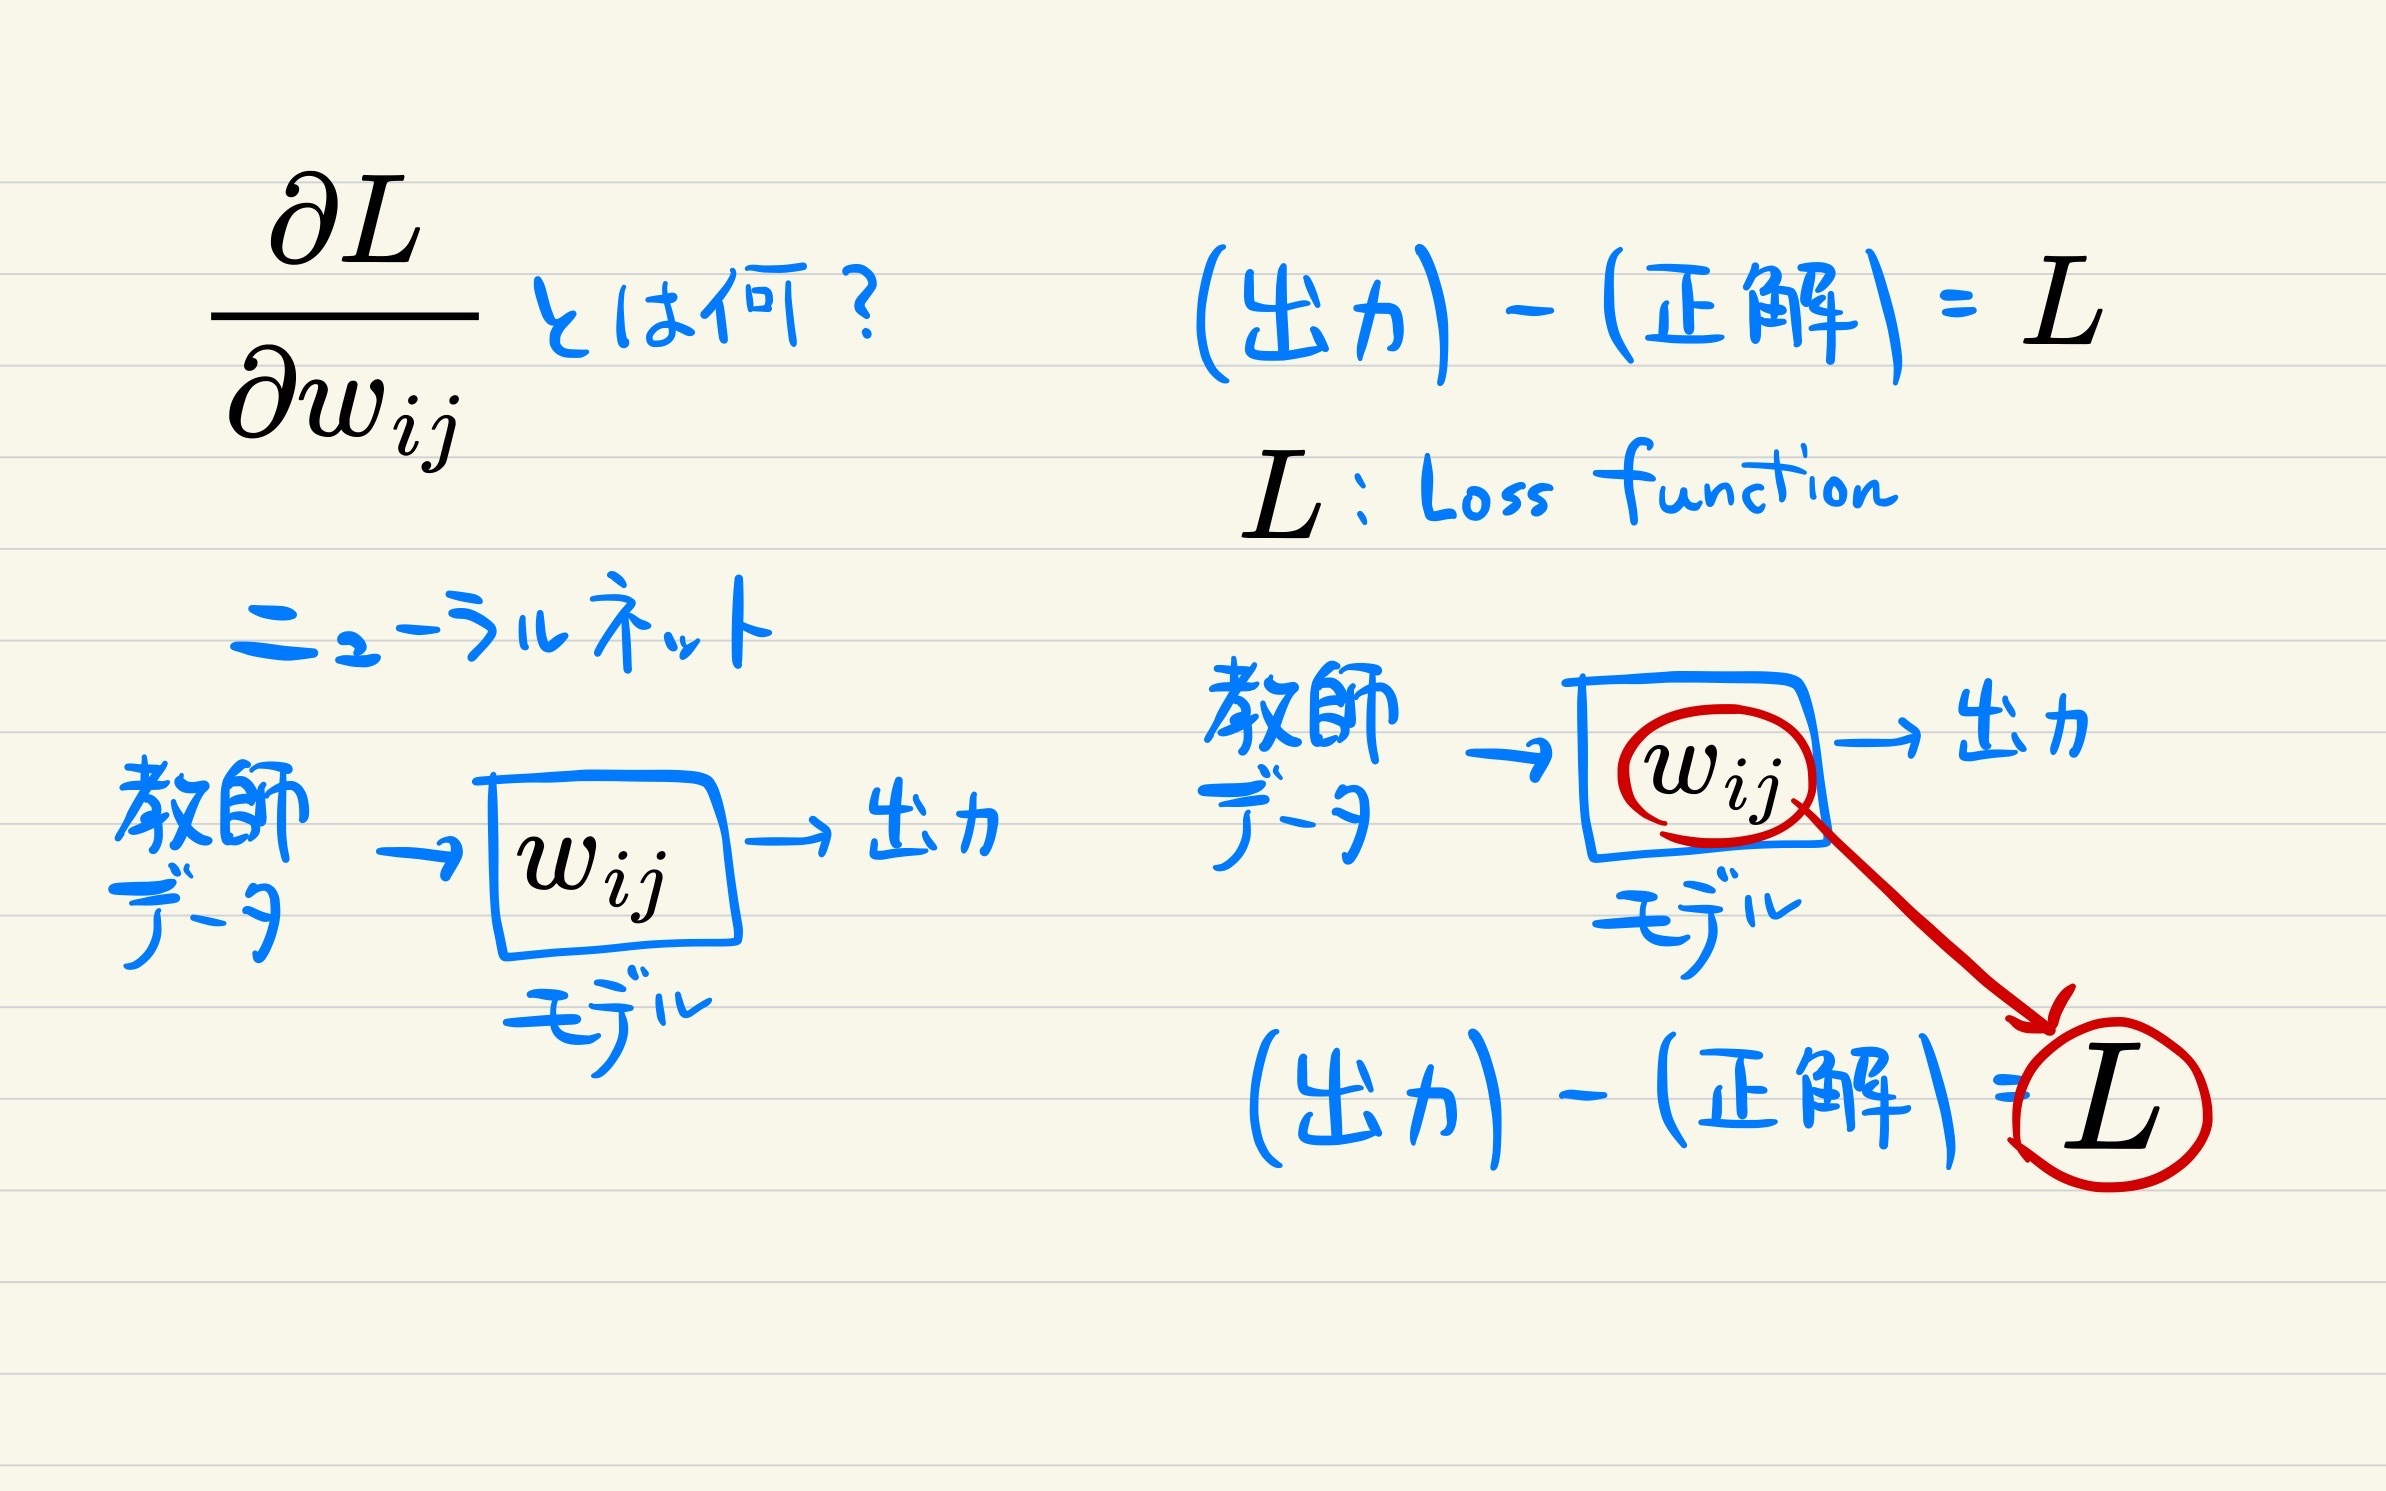 ∂L/∂w_ij とは何？
ニューラルネット
教師データ → w_ij → 出力
モデル
(出力) - (正解) = L
L : Loss function
教師データ → w_ij → 出力
モデル
(出力) - (正解) = L